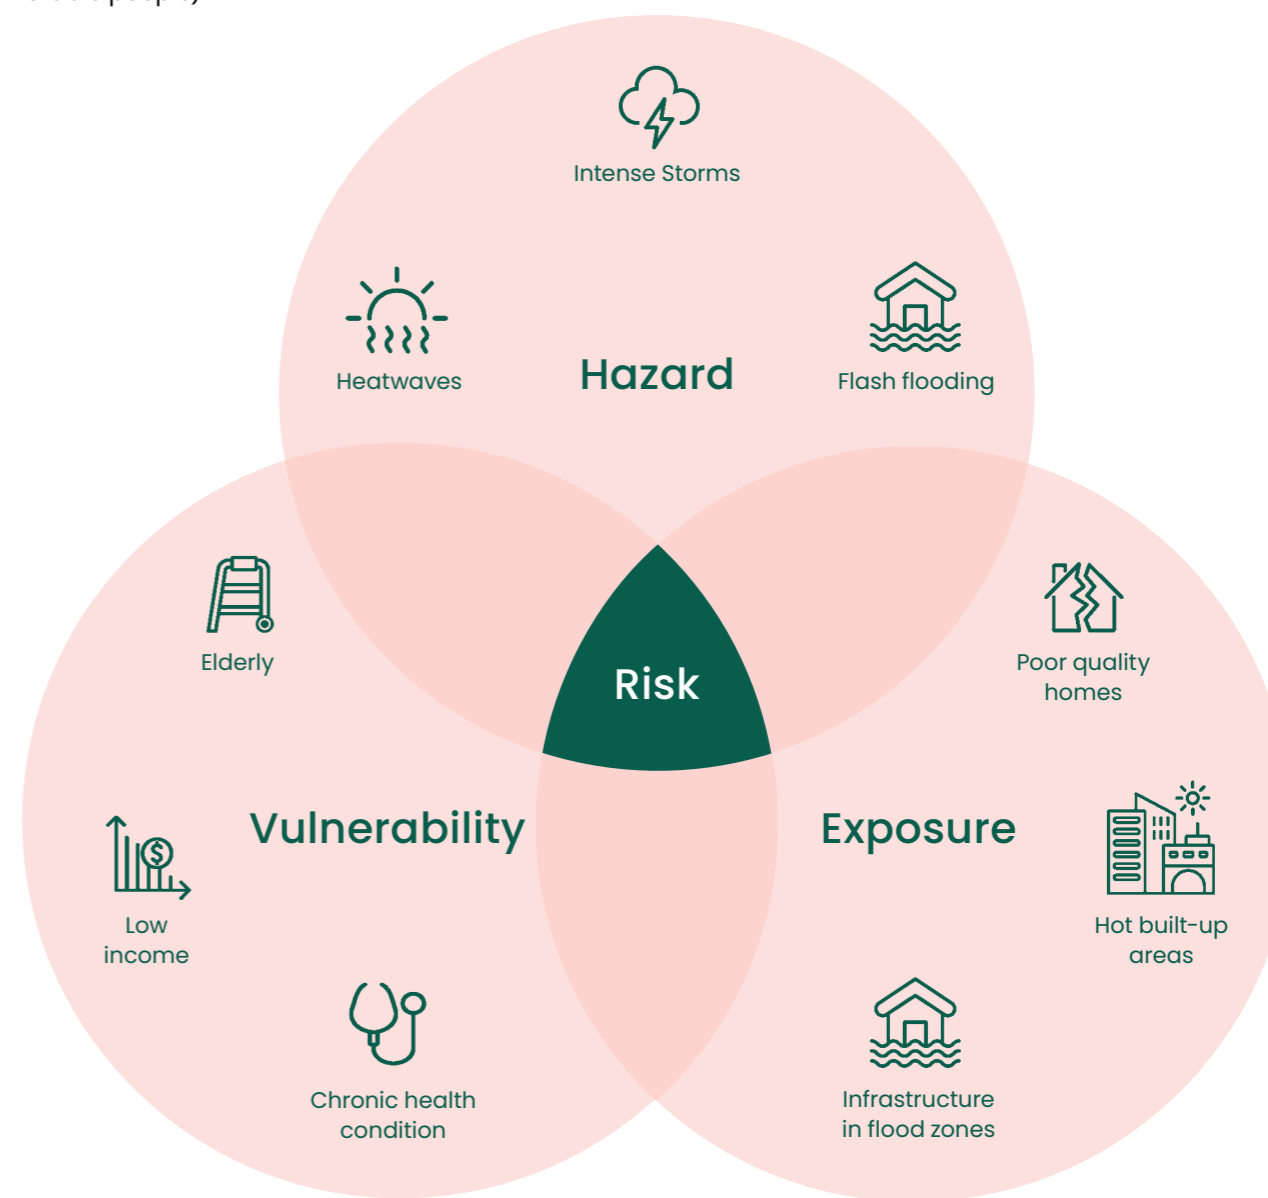 Intense Storms
Heatwaves
Hazard
Flash flooding
Elderly
Risk
Poor quality
homes
Vulnerability
Exposure
Low
income
Hot built-up
areas
Chronic health
condition
Infrastructure
in flood zones